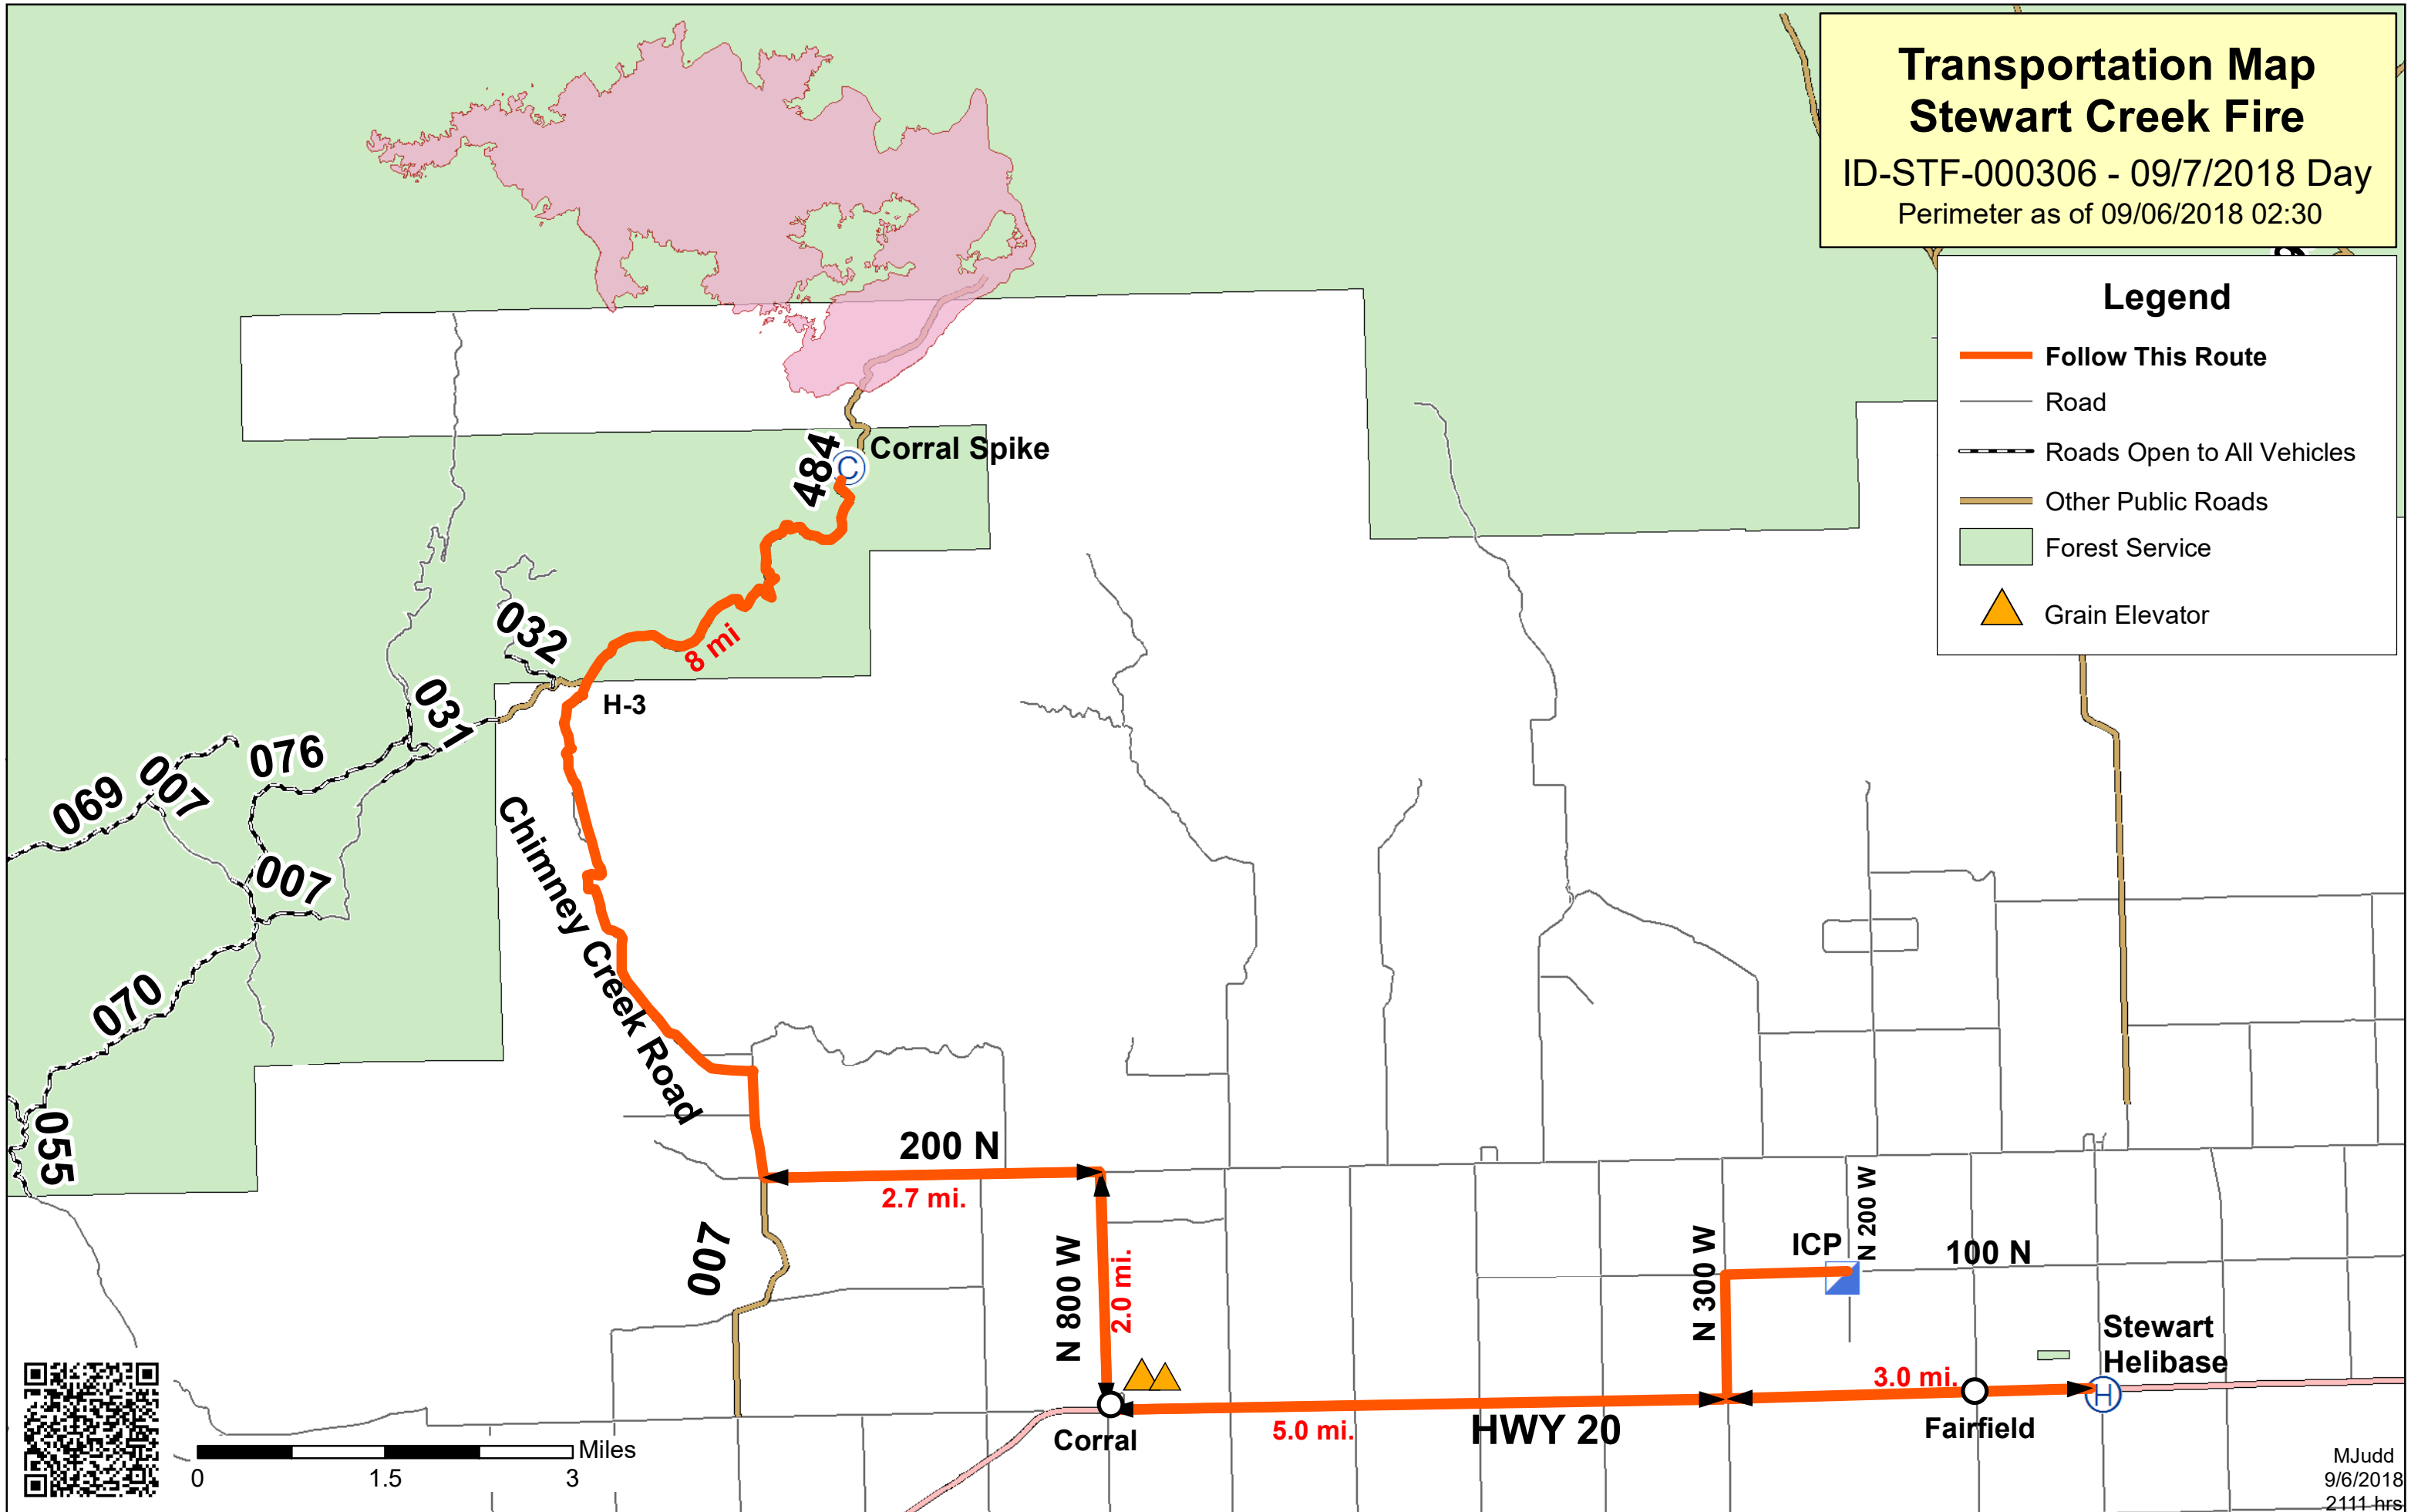 Transportation Map
Stewart Creek Fire
ID-STF-000306 - 09/7/2018 Day
Perimeter as of 09/06/2018 02:30
Legend
Follow This Route
Road
Roads Open to All Vehicles
Other Public Roads
Forest Service
Grain Elevator
484
Corral Spike
8 mi
032
H-3
031
076
007
069
007
070
055
Chimney Creek Road
200 N
2.7 mi.
007
N 800 W
2.0 mi.
N 300 W
ICP
N 200 W
100 N
Stewart
Helibase
3.0 mi.
H
Fairfield
5.0 mi.
HWY 20
Corral
C
Miles
0
1.5
3
MJudd
9/6/2018
2111 hrs